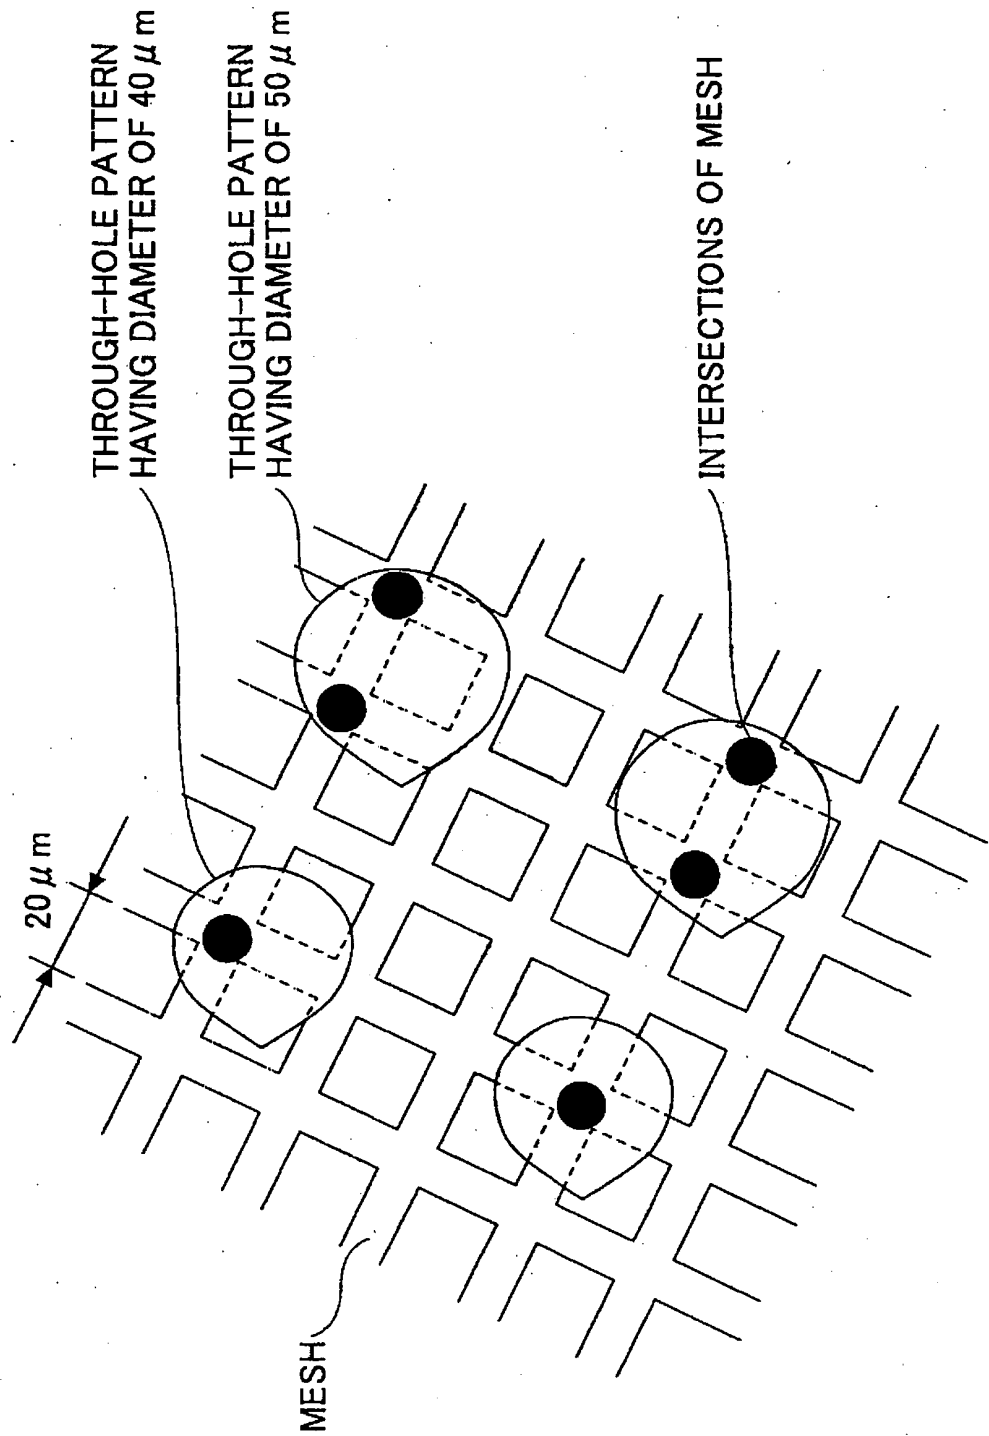 20 μm
THROUGH-HOLE PATTERN
HAVING DIAMETER OF 40 μm
THROUGH-HOLE PATTERN
HAVING DIAMETER OF 50 μm
INTERSECTIONS OF MESH
MESH